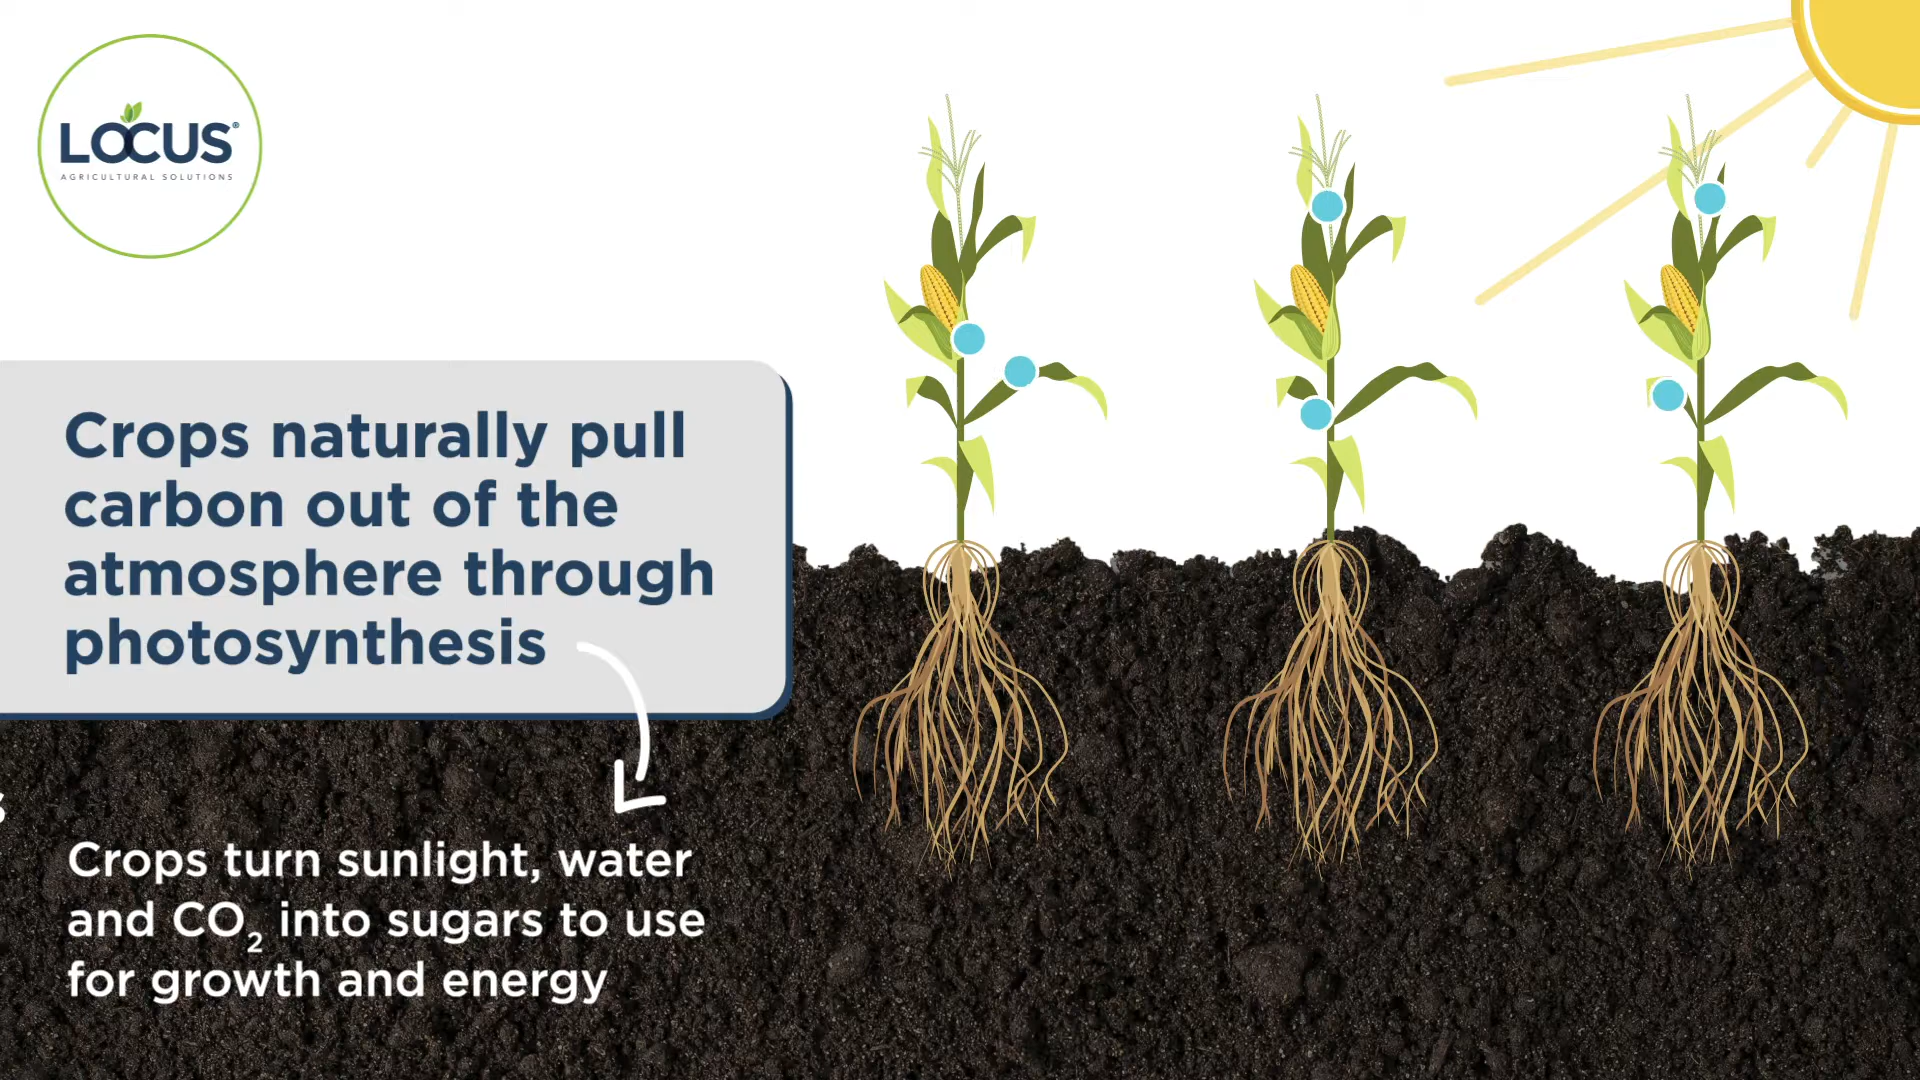 LOCUS®
AGRICULTURAL SOLUTIONS
Crops naturally pull
carbon out of the
atmosphere through
photosynthesis
s
Crops turn sunlight, water
and CO₂ into sugars to use
for growth and energy